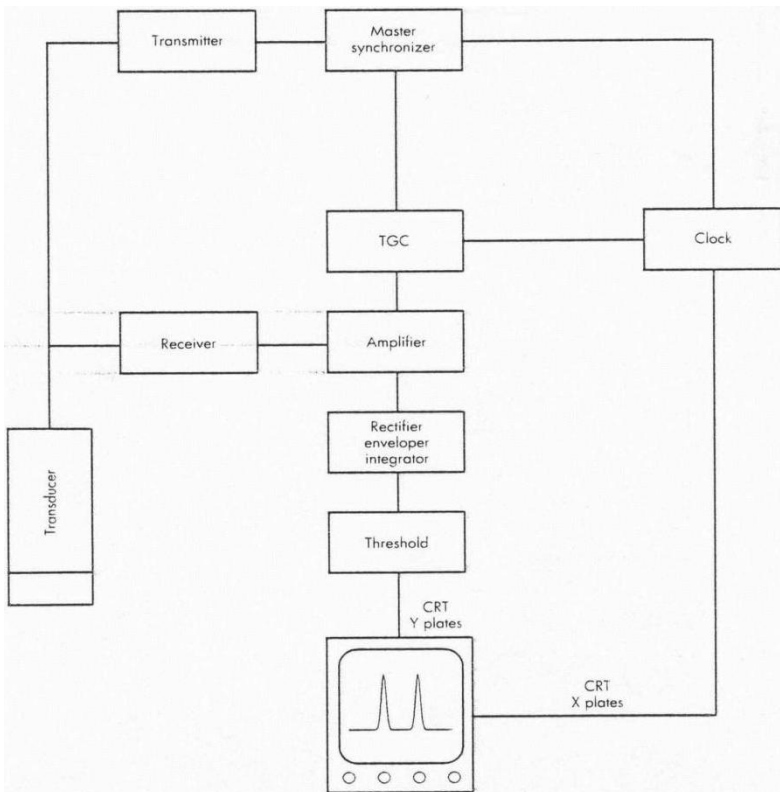 Transmitter
Master
synchronizer
TGC
Clock
Receiver
Amplifier
Rectifier
enveloper
integrator
Transducer
Threshold
CRT
Y plates
CRT
X plates